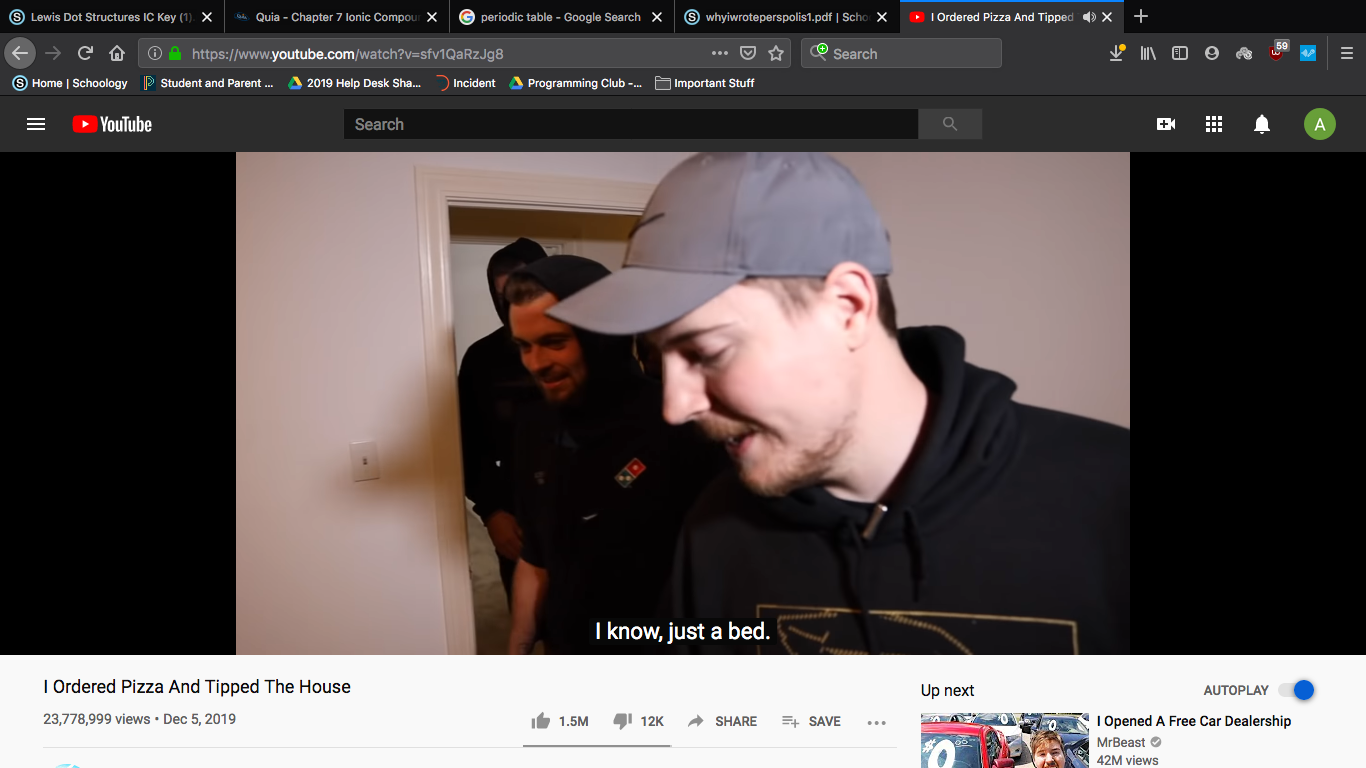 Lewis Dot Structures IC Key (1)
Quia - Chapter 7 Ionic Compou
periodic table - Google Search
whyiwroteperspolis1.pdf | Scho
I Ordered Pizza And Tipped
https://www.youtube.com/watch?v=sfv1QaRzJg8
Search
59
Home | Schoology
Student and Parent ...
2019 Help Desk Sha...
Incident
Programming Club -...
Important Stuff
YouTube
Search
A
I know, just a bed.
I Ordered Pizza And Tipped The House
23,778,999 views • Dec 5, 2019
1.5M
12K
SHARE
SAVE
Up next
AUTOPLAY
I Opened A Free Car Dealership
MrBeast
42M views